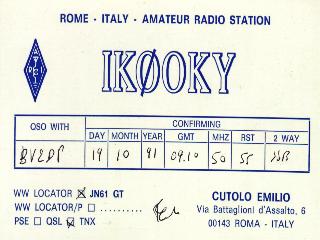 ROME - ITALY - AMATEUR RADIO STATION
IKØOKY
CONFIRMING
QSO WITH DAY MONTH YEAR GMT MHZ RST 2 WAY
19 10 91 09.10 50 55 SSB
WW LOCATOR ☒ JN61 GT
WW LOCATOR/P ☐ ..........
PSE ☐ QSL ☒ TNX
CUTOLO EMILIO
Via Battaglioni d'Assalto, 6
00143 ROMA - ITALY